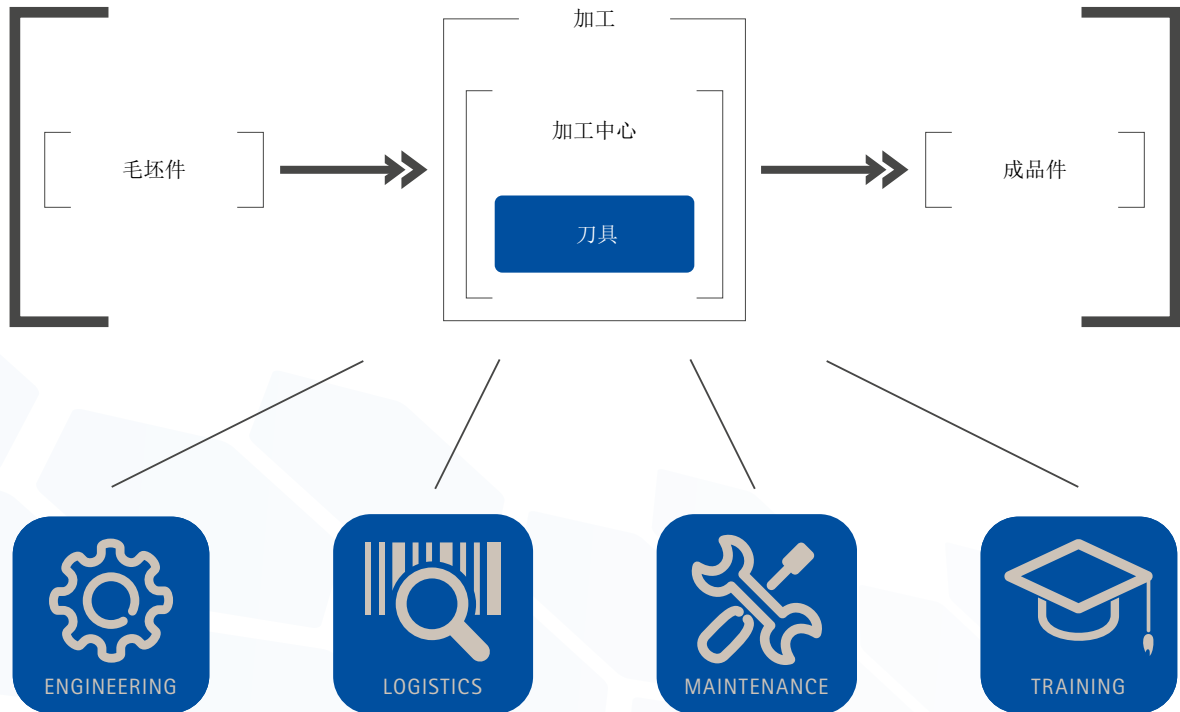 加工
加工中心
毛坯件
成品件
刀具
ENGINEERING
LOGISTICS
MAINTENANCE
TRAINING